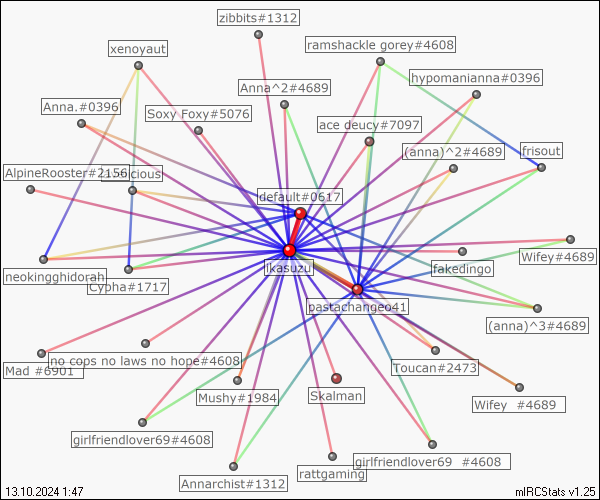 zibbits#1312
ramshackle gorey#4608
xenoyaut
hypomanianna#0396
Anna^2#4689
Anna.#0396
Soxy Foxy#5076
ace deucy#7097
(anna)^2#4689
frisout
AlpineRooster#2156
default#0617
Wifey#4689
ikasuzu
fakedingo
neokingghidorah
Cypha#1717
pastachangeo41
(anna)^3#4689
no cops no laws no hope#4608
Mad #6901
Toucan#2473
Mushy#1984
Skalman
Wifey #4689
girlfriendlover69#4608
girlfriendlover69 #4608
rattgaming
Annarchist#1312
13.10.2024 1:47
mIRCStats v1.25